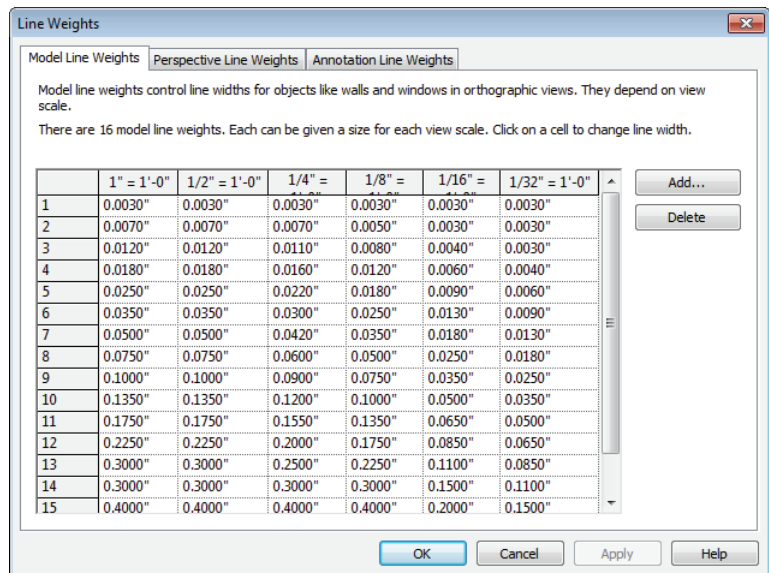 Line Weights
Model Line Weights Perspective Line Weights Annotation Line Weights
Model line weights control line widths for objects like walls and windows in orthographic views. They depend on view
scale.
There are 16 model line weights. Each can be given a size for each view scale. Click on a cell to change line width.
1" = 1'-0" 1/2" = 1'-0" 1/4" = 1/8" = 1/16" = 1/32" = 1'-0" Add...
1 0.0030" 0.0030" 0.0030" 0.0030" 0.0030" 0.0030"
2 0.0070" 0.0070" 0.0070" 0.0050" 0.0030" 0.0030" Delete
3 0.0120" 0.0120" 0.0110" 0.0080" 0.0040" 0.0030"
4 0.0180" 0.0180" 0.0160" 0.0120" 0.0060" 0.0040"
5 0.0250" 0.0250" 0.0220" 0.0180" 0.0090" 0.0060"
6 0.0350" 0.0350" 0.0300" 0.0250" 0.0130" 0.0090"
7 0.0500" 0.0500" 0.0420" 0.0350" 0.0180" 0.0130"
8 0.0750" 0.0750" 0.0600" 0.0500" 0.0250" 0.0180"
9 0.1000" 0.1000" 0.0900" 0.0750" 0.0350" 0.0250"
10 0.1350" 0.1350" 0.1200" 0.1000" 0.0500" 0.0350"
11 0.1750" 0.1750" 0.1550" 0.1350" 0.0650" 0.0500"
12 0.2250" 0.2250" 0.2000" 0.1750" 0.0850" 0.0650"
13 0.3000" 0.3000" 0.2500" 0.2250" 0.1100" 0.0850"
14 0.3000" 0.3000" 0.3000" 0.3000" 0.1500" 0.1100"
15 0.4000" 0.4000" 0.4000" 0.4000" 0.2000" 0.1500"
OK Cancel Apply Help